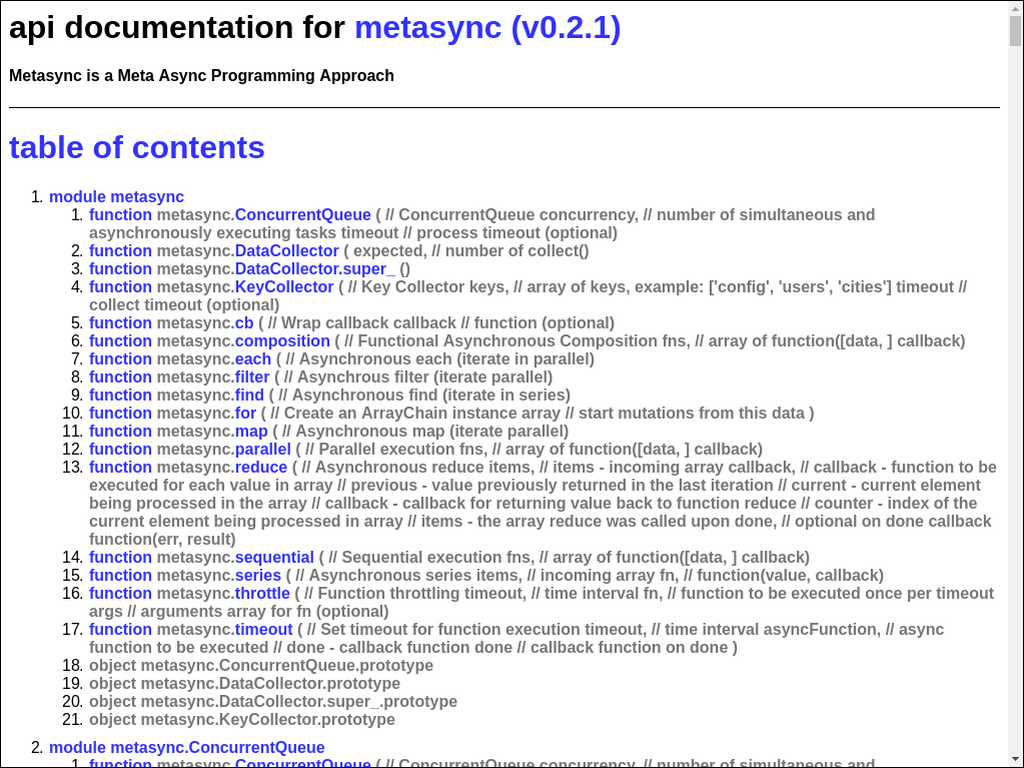 api documentation for metasync (v0.2.1)
Metasync is a Meta Async Programming Approach
table of contents
1. module metasync
1. function metasync.ConcurrentQueue ( // ConcurrentQueue concurrency, // number of simultaneous and
asynchronously executing tasks timeout // process timeout (optional)
2. function metasync.DataCollector ( expected, // number of collect()
3. function metasync.DataCollector.super_ ()
4. function metasync.KeyCollector ( // Key Collector keys, // array of keys, example: ['config', 'users', 'cities'] timeout //
collect timeout (optional)
5. function metasync.cb ( // Wrap callback callback // function (optional)
6. function metasync.composition ( // Functional Asynchronous Composition fns, // array of function([data, ] callback)
7. function metasync.each ( // Asynchronous each (iterate in parallel)
8. function metasync.filter ( // Asynchrous filter (iterate parallel)
9. function metasync.find ( // Asynchronous find (iterate in series)
10. function metasync.for ( // Create an ArrayChain instance array // start mutations from this data )
11. function metasync.map ( // Asynchronous map (iterate parallel)
12. function metasync.parallel ( // Parallel execution fns, // array of function([data, ] callback)
13. function metasync.reduce ( // Asynchronous reduce items, // items - incoming array callback, // callback - function to be
executed for each value in array // previous - value previously returned in the last iteration // current - current element
being processed in the array // callback - callback for returning value back to function reduce // counter - index of the
current element being processed in array // items - the array reduce was called upon done, // optional on done callback
function(err, result)
14. function metasync.sequential ( // Sequential execution fns, // array of function([data, ] callback)
15. function metasync.series ( // Asynchronous series items, // incoming array fn, // function(value, callback)
16. function metasync.throttle ( // Function throttling timeout, // time interval fn, // function to be executed once per timeout
args // arguments array for fn (optional)
17. function metasync.timeout ( // Set timeout for function execution timeout, // time interval asyncFunction, // async
function to be executed // done - callback function done // callback function on done )
18. object metasync.ConcurrentQueue.prototype
19. object metasync.DataCollector.prototype
20. object metasync.DataCollector.super_.prototype
21. object metasync.KeyCollector.prototype
2. module metasync.ConcurrentQueue
1. function metasync.ConcurrentQueue ( // ConcurrentQueue concurrency, // number of simultaneous and